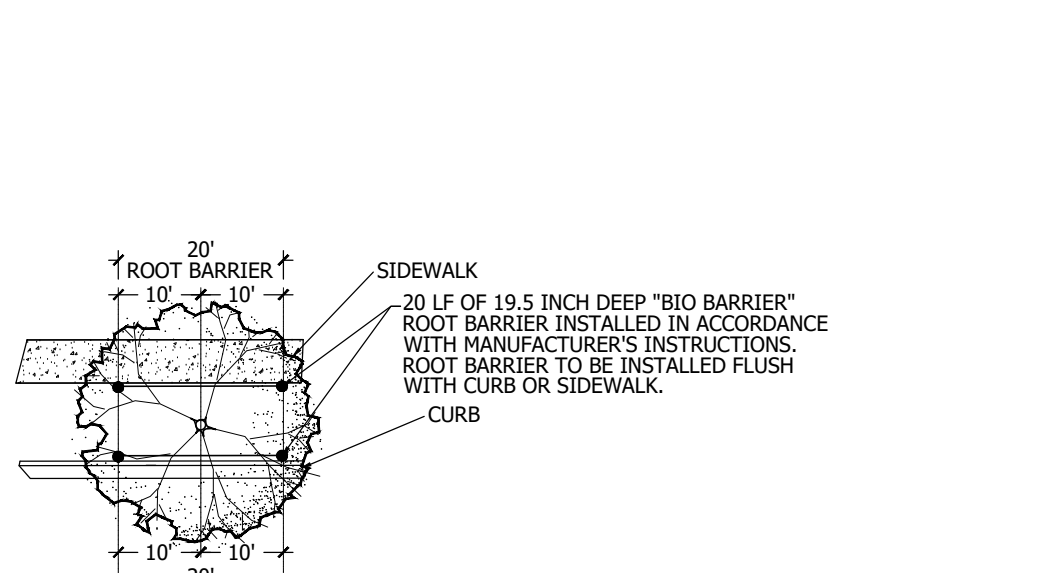 20'
ROOT BARRIER
10' 10'
SIDEWALK
20 LF OF 19.5 INCH DEEP "BIO BARRIER"
ROOT BARRIER INSTALLED IN ACCORDANCE
WITH MANUFACTURER'S INSTRUCTIONS.
ROOT BARRIER TO BE INSTALLED FLUSH
WITH CURB OR SIDEWALK.
CURB
10' 10'
20'